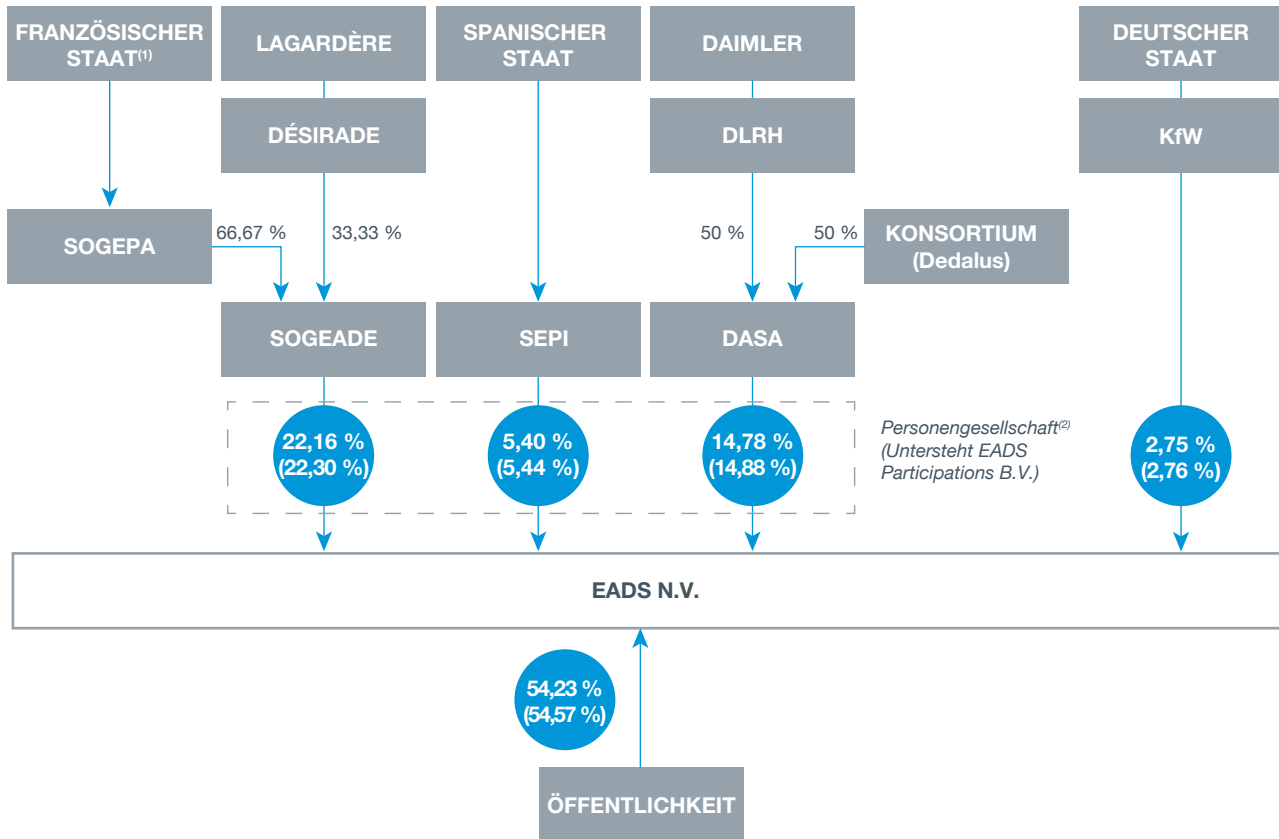 FRANZÖSISCHER
STAAT(1)
LAGARDÈRE
SPANISCHER
STAAT
DAIMLER
DEUTSCHER
STAAT
DÉSIRADE
DLRH
KfW
SOGEPA
66,67 %
33,33 %
50 %
50 %
KONSORTIUM
(Dedalus)
SOGEADE
SEPI
DASA
22,16 %
(22,30 %)
5,40 %
(5,44 %)
14,78 %
(14,88 %)
Personengesellschaft(2)
(Untersteht EADS
Participations B.V.)
2,75 %
(2,76 %)
EADS N.V.
54,23 %
(54,57 %)
ÖFFENTLICHKEIT